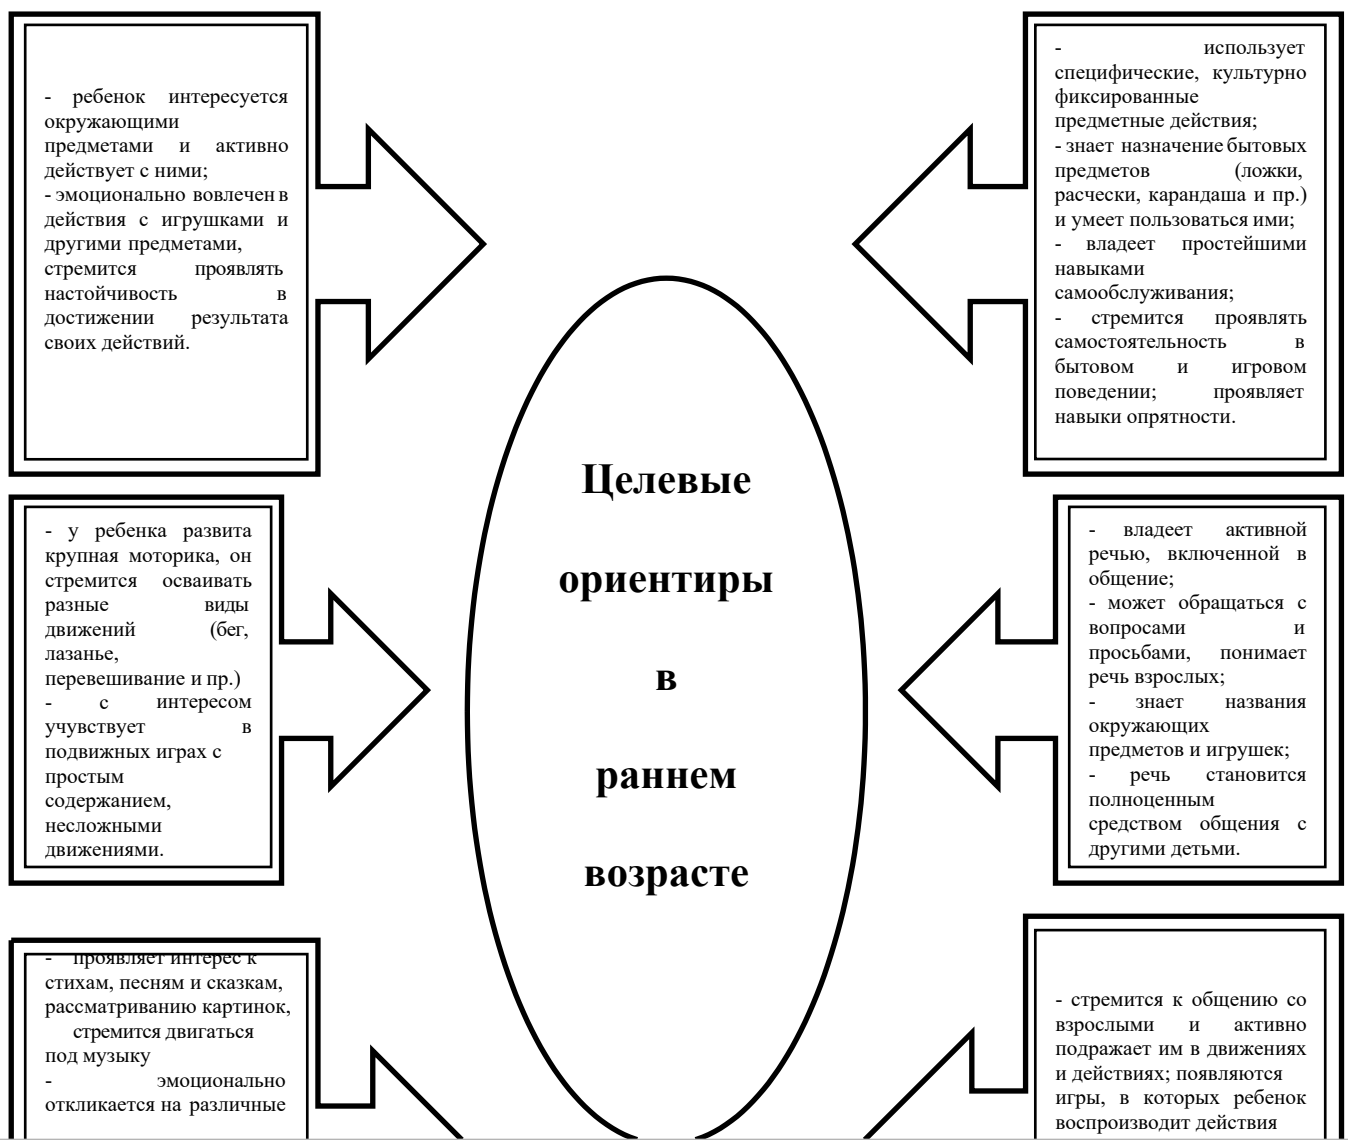 - ребенок интересуется
окружающими
предметами и активно
действует с ними;
- эмоционально вовлечен в
действия с игрушками и
другими предметами,
стремится проявлять
настойчивость в
достижении результата
своих действий.
- использует
специфические, культурно
фиксированные
предметные действия;
- знает назначение бытовых
предметов (ложки,
расчески, карандаша и пр.)
и умеет пользоваться ими;
- владеет простейшими
навыками
самообслуживания;
- стремится проявлять
самостоятельность в
бытовом и игровом
поведении; проявляет
навыки опрятности.
Целевые
ориентиры
в
раннем
возрасте
- у ребенка развита
крупная моторика, он
стремится осваивать
разные виды
движений (бег,
лазанье,
перевешивание и пр.)
- с интересом
учувствует в
подвижных играх с
простым
содержанием,
несложными
движениями.
- владеет активной
речью, включенной в
общение;
- может обращаться с
вопросами и
просьбами, понимает
речь взрослых;
- знает названия
окружающих
предметов и игрушек;
- речь становится
полноценным
средством общения с
другими детьми.
- проявляет интерес к
стихам, песням и сказкам,
рассматриванию картинок,
стремится двигаться
под музыку
- эмоционально
откликается на различные
- стремится к общению со
взрослыми и активно
подражает им в движениях
и действиях; появляются
игры, в которых ребенок
воспроизводит действия